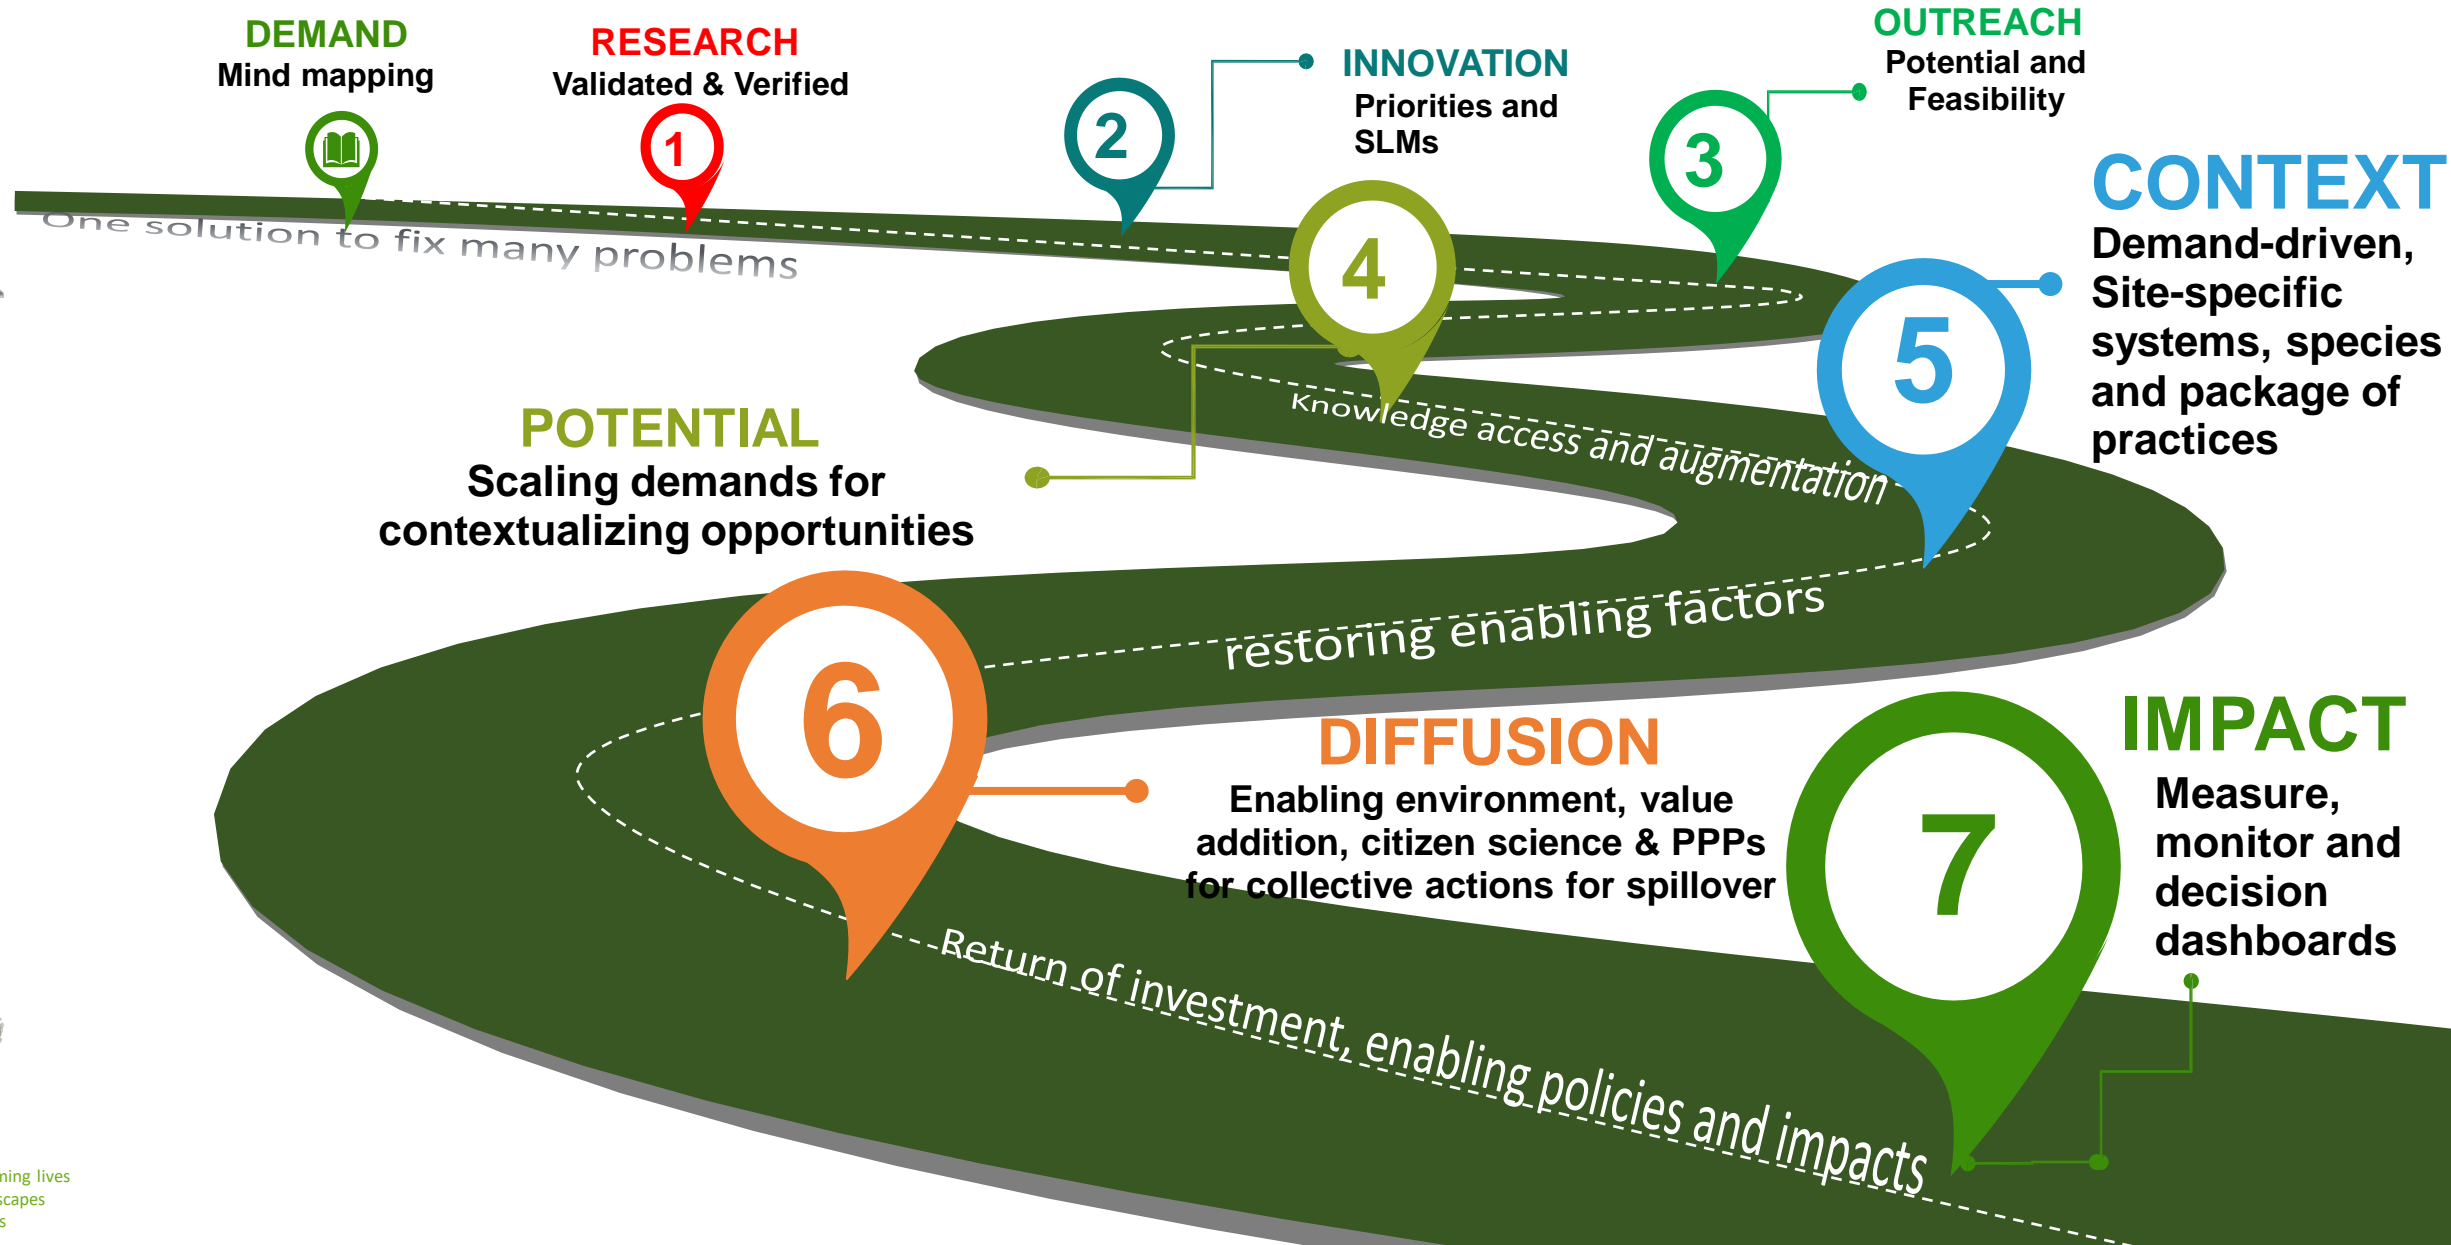 DEMAND
Mind mapping
RESEARCH
Validated & Verified
1
2
INNOVATION
Priorities and
SLMs
OUTREACH
Potential and
Feasibility
3
One solution to fix many problems
4
POTENTIAL
Scaling demands for
contextualizing opportunities
Knowledge access and augmentation
5
CONTEXT
Demand-driven,
Site-specific
systems, species
and package of
practices
restoring enabling factors
6
DIFFUSION
Enabling environment, value
addition, citizen science & PPPs
for collective actions for spillover
7
IMPACT
Measure,
monitor and
decision
dashboards
Return of investment, enabling policies and impacts
ming lives
scapes
s